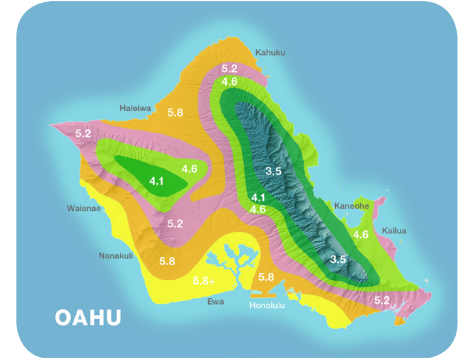 Kahuku
5.2
4.6
Haleiwa
5.8
5.2
4.6
4.1
3.5
4.1
4.6
Waianae
Kaneohe
4.6
Kailua
5.2
Nanakuli
5.8
3.5
5.8+
5.8
5.2
Ewa
Honolulu
OAHU